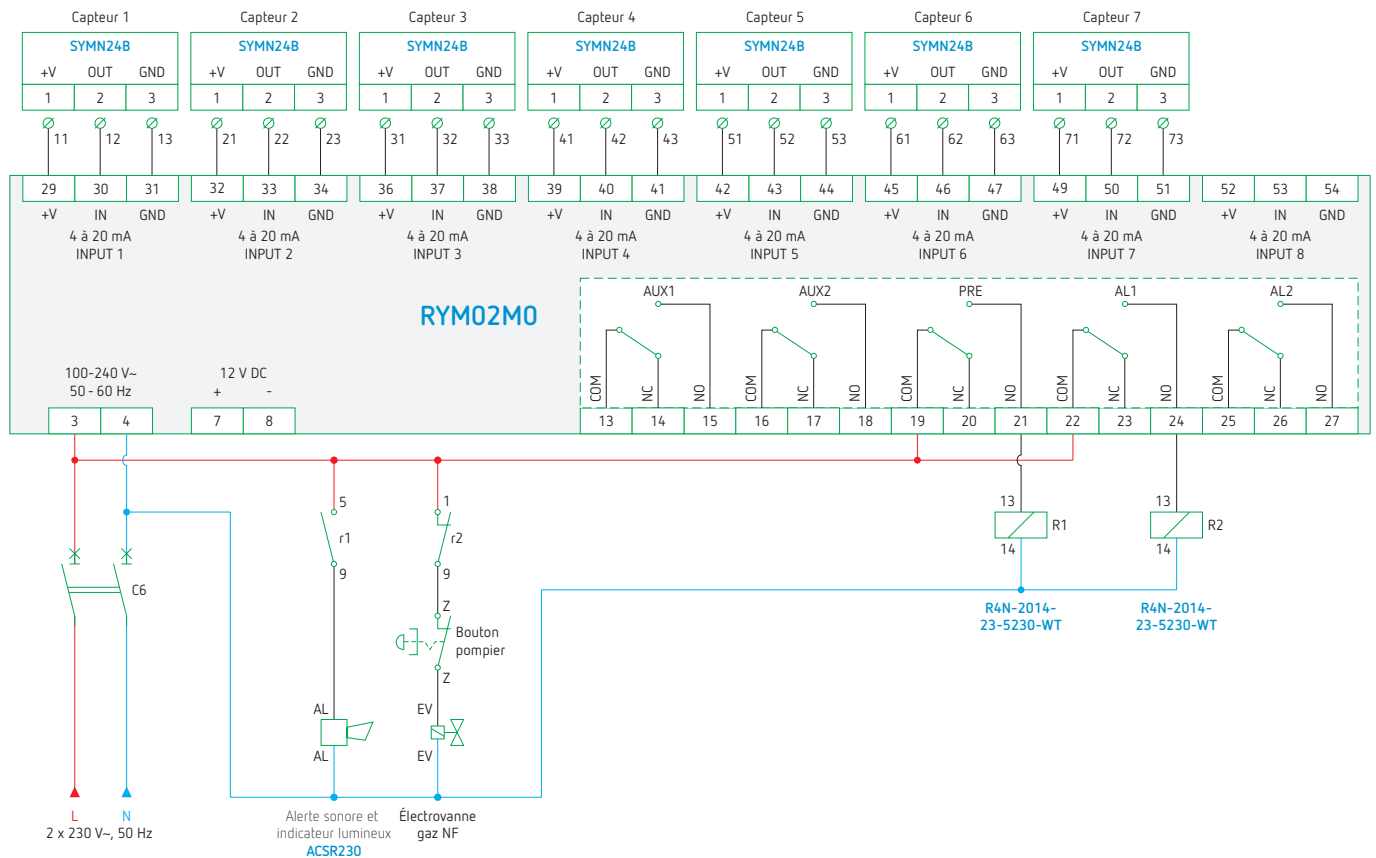 Capteur 1 Capteur 2 Capteur 3 Capteur 4 Capteur 5 Capteur 6 Capteur 7
SYMN24B SYMN24B SYMN24B SYMN24B SYMN24B SYMN24B SYMN24B
+V OUT GND +V OUT GND +V OUT GND +V OUT GND +V OUT GND +V OUT GND +V OUT GND
1 2 3 1 2 3 1 2 3 1 2 3 1 2 3 1 2 3 1 2 3
11 12 13 21 22 23 31 32 33 41 42 43 51 52 53 61 62 63 71 72 73
29 30 31 32 33 34 36 37 38 39 40 41 42 43 44 45 46 47 49 50 51 52 53 54
+V IN GND +V IN GND +V IN GND +V IN GND +V IN GND +V IN GND +V IN GND +V IN GND
4 à 20 mA 4 à 20 mA 4 à 20 mA 4 à 20 mA 4 à 20 mA 4 à 20 mA 4 à 20 mA 4 à 20 mA
INPUT 1 INPUT 2 INPUT 3 INPUT 4 INPUT 5 INPUT 6 INPUT 7 INPUT 8
AUX1 AUX2 PRE AL1 AL2
RYM02M0
100-240 V~ 12 V DC
50 - 60 Hz + -
COM NC NO COM NC NO COM NC NO COM NC NO COM NC NO
3 4 7 8 13 14 15 16 17 18 19 20 21 22 23 24 25 26 27
5 1 13 13
r1 r2 R1 R2
9 9 14 14
C6
Z
R4N-2014- R4N-2014-
23-5230-WT 23-5230-WT
Bouton
pompier
Z
AL EV
AL EV
L N
2 x 230 V~, 50 Hz
Alerte sonore et
indicateur lumineux
ACSR230
Électrovanne
gaz NF